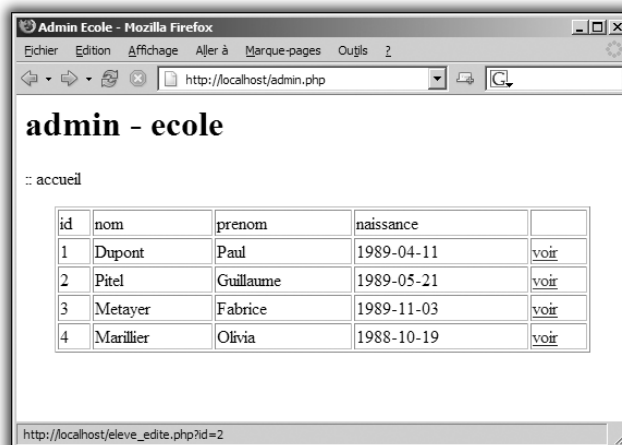 Admin Ecole - Mozilla Firefox
Fichier Edition Affichage Aller à Marque-pages Outils ?
http://localhost/admin.php G
admin - ecole
:: accueil
id nom prenom naissance
1 Dupont Paul 1989-04-11 voir
2 Pitel Guillaume 1989-05-21 voir
3 Metayer Fabrice 1989-11-03 voir
4 Marillier Olivia 1988-10-19 voir
http://localhost/eleve_edite.php?id=2